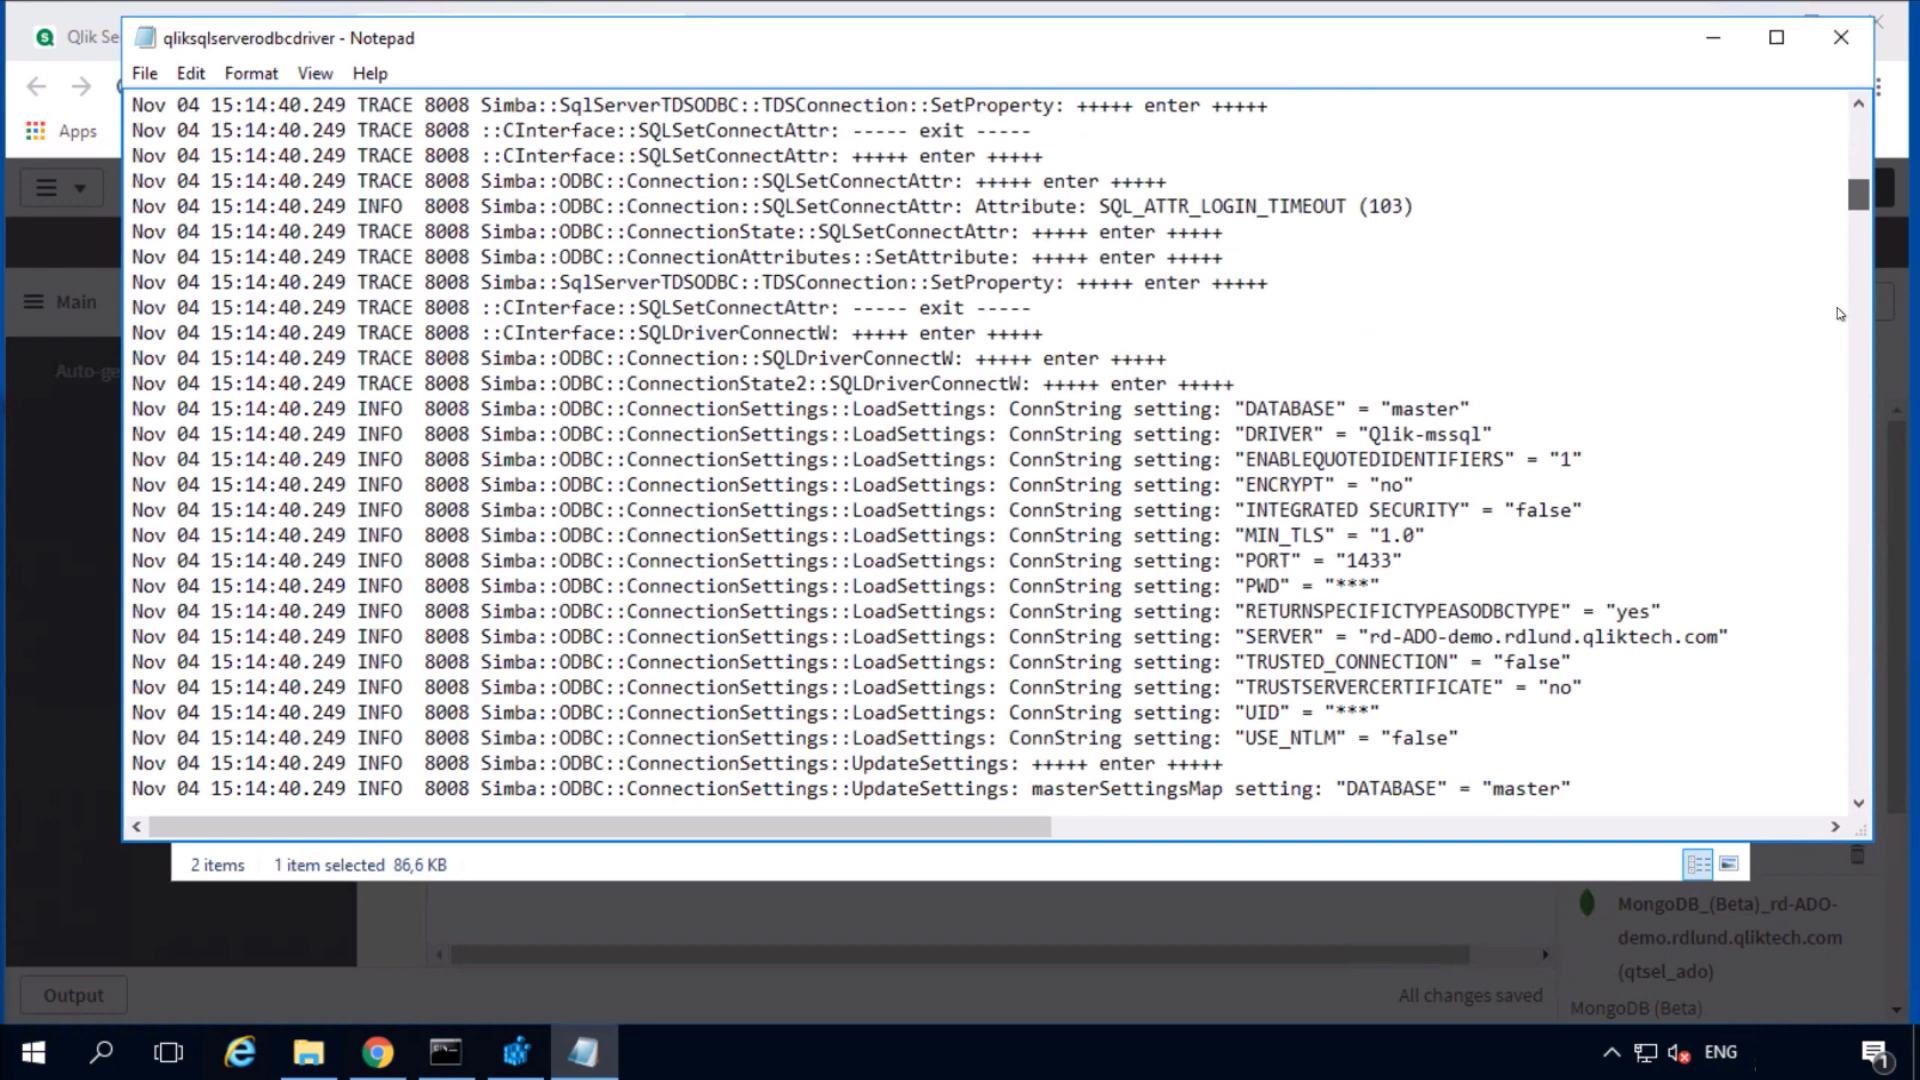 Qlik Se
qliksqlserverodbcdriver - Notepad
File Edit Format View Help
Apps
Nov 04 15:14:40.249 TRACE 8008 Simba::SqlServerTDSODBC::TDSConnection::SetProperty: +++++ enter +++++
Nov 04 15:14:40.249 TRACE 8008 ::CInterface::SQLSetConnectAttr: ----- exit -----
Nov 04 15:14:40.249 TRACE 8008 ::CInterface::SQLSetConnectAttr: +++++ enter +++++
Nov 04 15:14:40.249 TRACE 8008 Simba::ODBC::Connection::SQLSetConnectAttr: +++++ enter +++++
Nov 04 15:14:40.249 INFO 8008 Simba::ODBC::Connection::SQLSetConnectAttr: Attribute: SQL_ATTR_LOGIN_TIMEOUT (103)
Nov 04 15:14:40.249 TRACE 8008 Simba::ODBC::ConnectionState::SQLSetConnectAttr: +++++ enter +++++
Nov 04 15:14:40.249 TRACE 8008 Simba::ODBC::ConnectionAttributes::SetAttribute: +++++ enter +++++
Nov 04 15:14:40.249 TRACE 8008 Simba::SqlServerTDSODBC::TDSConnection::SetProperty: +++++ enter +++++
Nov 04 15:14:40.249 TRACE 8008 ::CInterface::SQLSetConnectAttr: ----- exit -----
Nov 04 15:14:40.249 TRACE 8008 ::CInterface::SQLDriverConnectW: +++++ enter +++++
Nov 04 15:14:40.249 TRACE 8008 Simba::ODBC::Connection::SQLDriverConnectW: +++++ enter +++++
Nov 04 15:14:40.249 TRACE 8008 Simba::ODBC::ConnectionState2::SQLDriverConnectW: +++++ enter +++++
Nov 04 15:14:40.249 INFO 8008 Simba::ODBC::ConnectionSettings::LoadSettings: ConnString setting: "DATABASE" = "master"
Nov 04 15:14:40.249 INFO 8008 Simba::ODBC::ConnectionSettings::LoadSettings: ConnString setting: "DRIVER" = "Qlik-mssql"
Nov 04 15:14:40.249 INFO 8008 Simba::ODBC::ConnectionSettings::LoadSettings: ConnString setting: "ENABLEQUOTEDIDENTIFIERS" = "1"
Nov 04 15:14:40.249 INFO 8008 Simba::ODBC::ConnectionSettings::LoadSettings: ConnString setting: "ENCRYPT" = "no"
Nov 04 15:14:40.249 INFO 8008 Simba::ODBC::ConnectionSettings::LoadSettings: ConnString setting: "INTEGRATED SECURITY" = "false"
Nov 04 15:14:40.249 INFO 8008 Simba::ODBC::ConnectionSettings::LoadSettings: ConnString setting: "MIN_TLS" = "1.0"
Nov 04 15:14:40.249 INFO 8008 Simba::ODBC::ConnectionSettings::LoadSettings: ConnString setting: "PORT" = "1433"
Nov 04 15:14:40.249 INFO 8008 Simba::ODBC::ConnectionSettings::LoadSettings: ConnString setting: "PWD" = "***"
Nov 04 15:14:40.249 INFO 8008 Simba::ODBC::ConnectionSettings::LoadSettings: ConnString setting: "RETURNSPECIFICTYPEASODBCTYPE" = "yes"
Nov 04 15:14:40.249 INFO 8008 Simba::ODBC::ConnectionSettings::LoadSettings: ConnString setting: "SERVER" = "rd-ADO-demo.rdlund.qliktech.com"
Nov 04 15:14:40.249 INFO 8008 Simba::ODBC::ConnectionSettings::LoadSettings: ConnString setting: "TRUSTED_CONNECTION" = "false"
Nov 04 15:14:40.249 INFO 8008 Simba::ODBC::ConnectionSettings::LoadSettings: ConnString setting: "TRUSTSERVERCERTIFICATE" = "no"
Nov 04 15:14:40.249 INFO 8008 Simba::ODBC::ConnectionSettings::LoadSettings: ConnString setting: "UID" = "***"
Nov 04 15:14:40.249 INFO 8008 Simba::ODBC::ConnectionSettings::LoadSettings: ConnString setting: "USE_NTLM" = "false"
Nov 04 15:14:40.249 INFO 8008 Simba::ODBC::ConnectionSettings::UpdateSettings: +++++ enter +++++
Nov 04 15:14:40.249 INFO 8008 Simba::ODBC::ConnectionSettings::UpdateSettings: masterSettingsMap setting: "DATABASE" = "master"
Main
Auto-ge
2 items 1 item selected 86,6 KB
MongoDB_(Beta)_rd-ADO-
demo.rdlund.qliktech.com
(qtsel_ado)
MongoDB (Beta)
Output
All changes saved
ENG
1